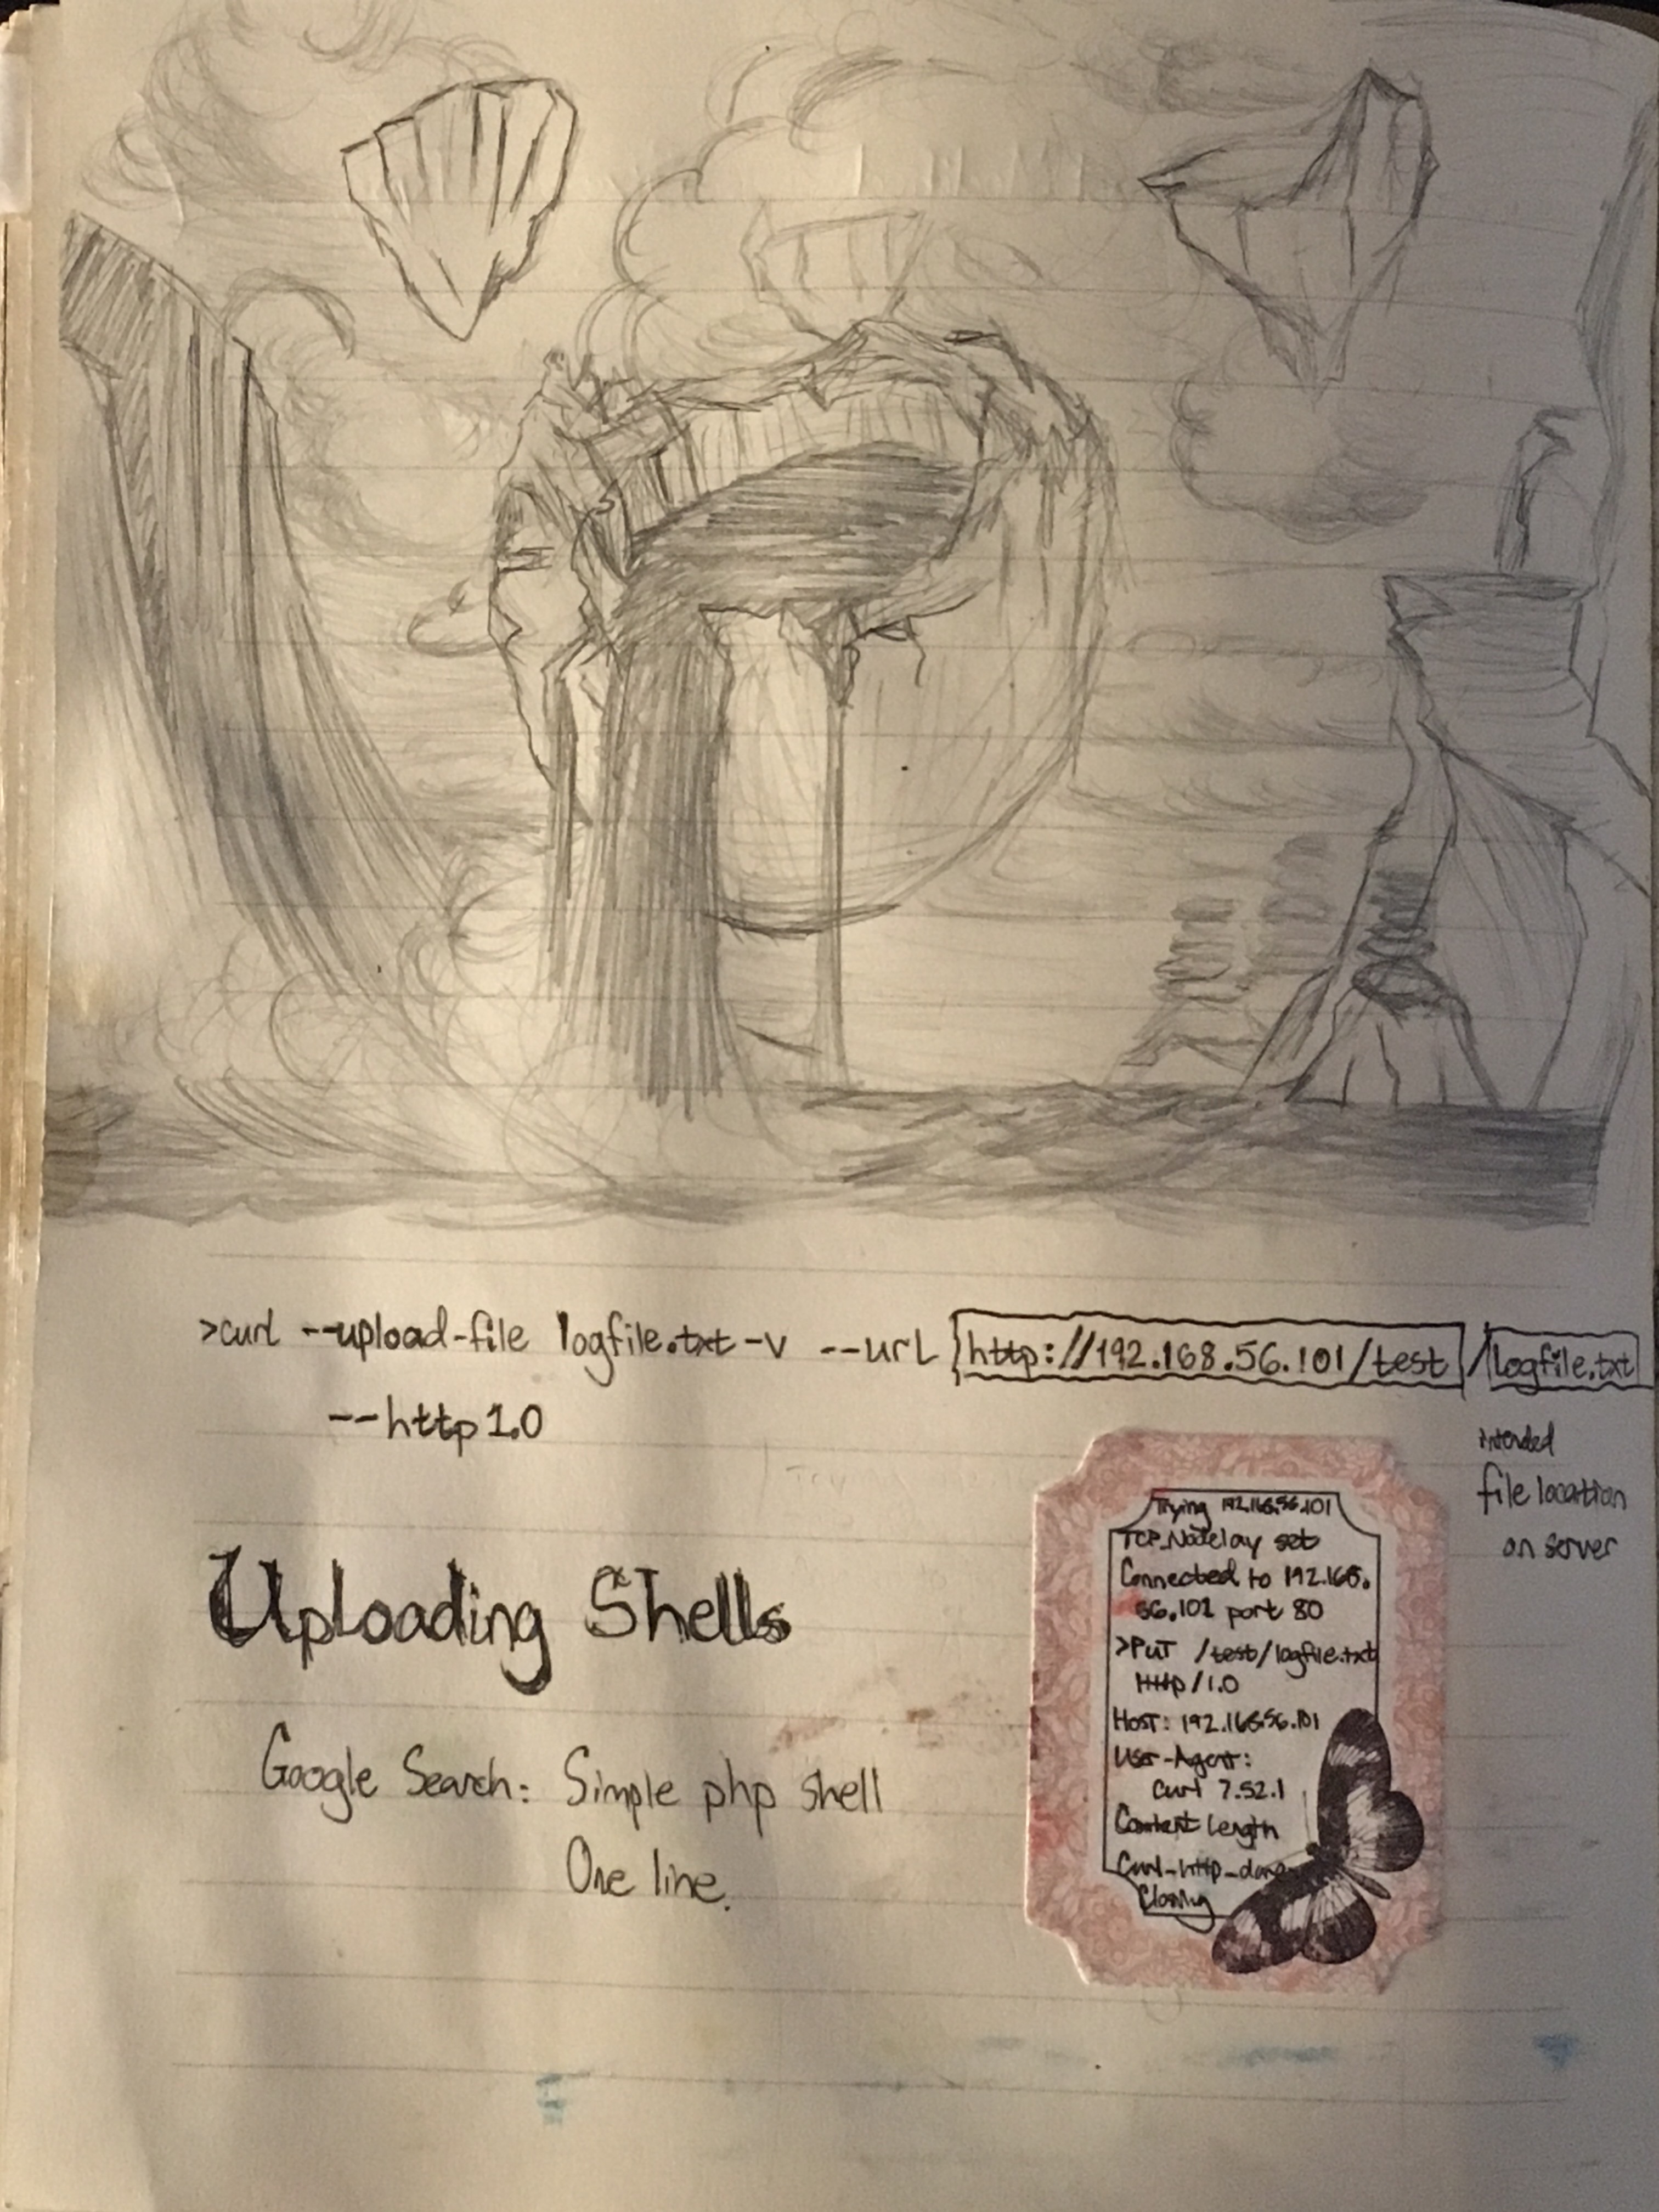 >curl --upload-file logfile.txt -v --url http://192.168.56.101/test /logfile.txt
--http1.0
intended
file location
on server
Uploading Shells
Google Search: Simple php shell
One line.
Trying 192.168.56.101
TCP_Nodelay set
Connected to 192.168.
56.101 port 80
>PUT /test/logfile.txt
Http/1.0
Host: 192.168.56.101
User-Agent:
Curl 7.52.1
Content Length
Curl_http_done
Closing